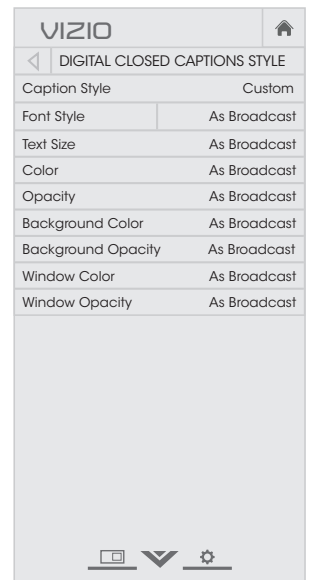 VIZIO
DIGITAL CLOSED CAPTIONS STYLE
Caption Style Custom
Font Style As Broadcast
Text Size As Broadcast
Color As Broadcast
Opacity As Broadcast
Background Color As Broadcast
Background Opacity As Broadcast
Window Color As Broadcast
Window Opacity As Broadcast